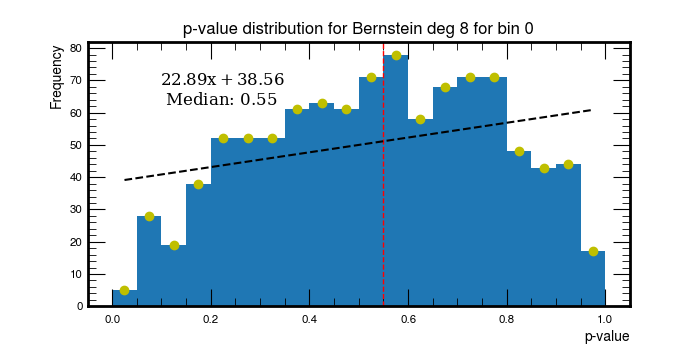 p-value distribution for Bernstein deg 8 for bin 0
Frequency
80
70
60
50
40
30
20
10
0
22.89x + 38.56
Median: 0.55
0.0 0.2 0.4 0.6 0.8 1.0
p-value